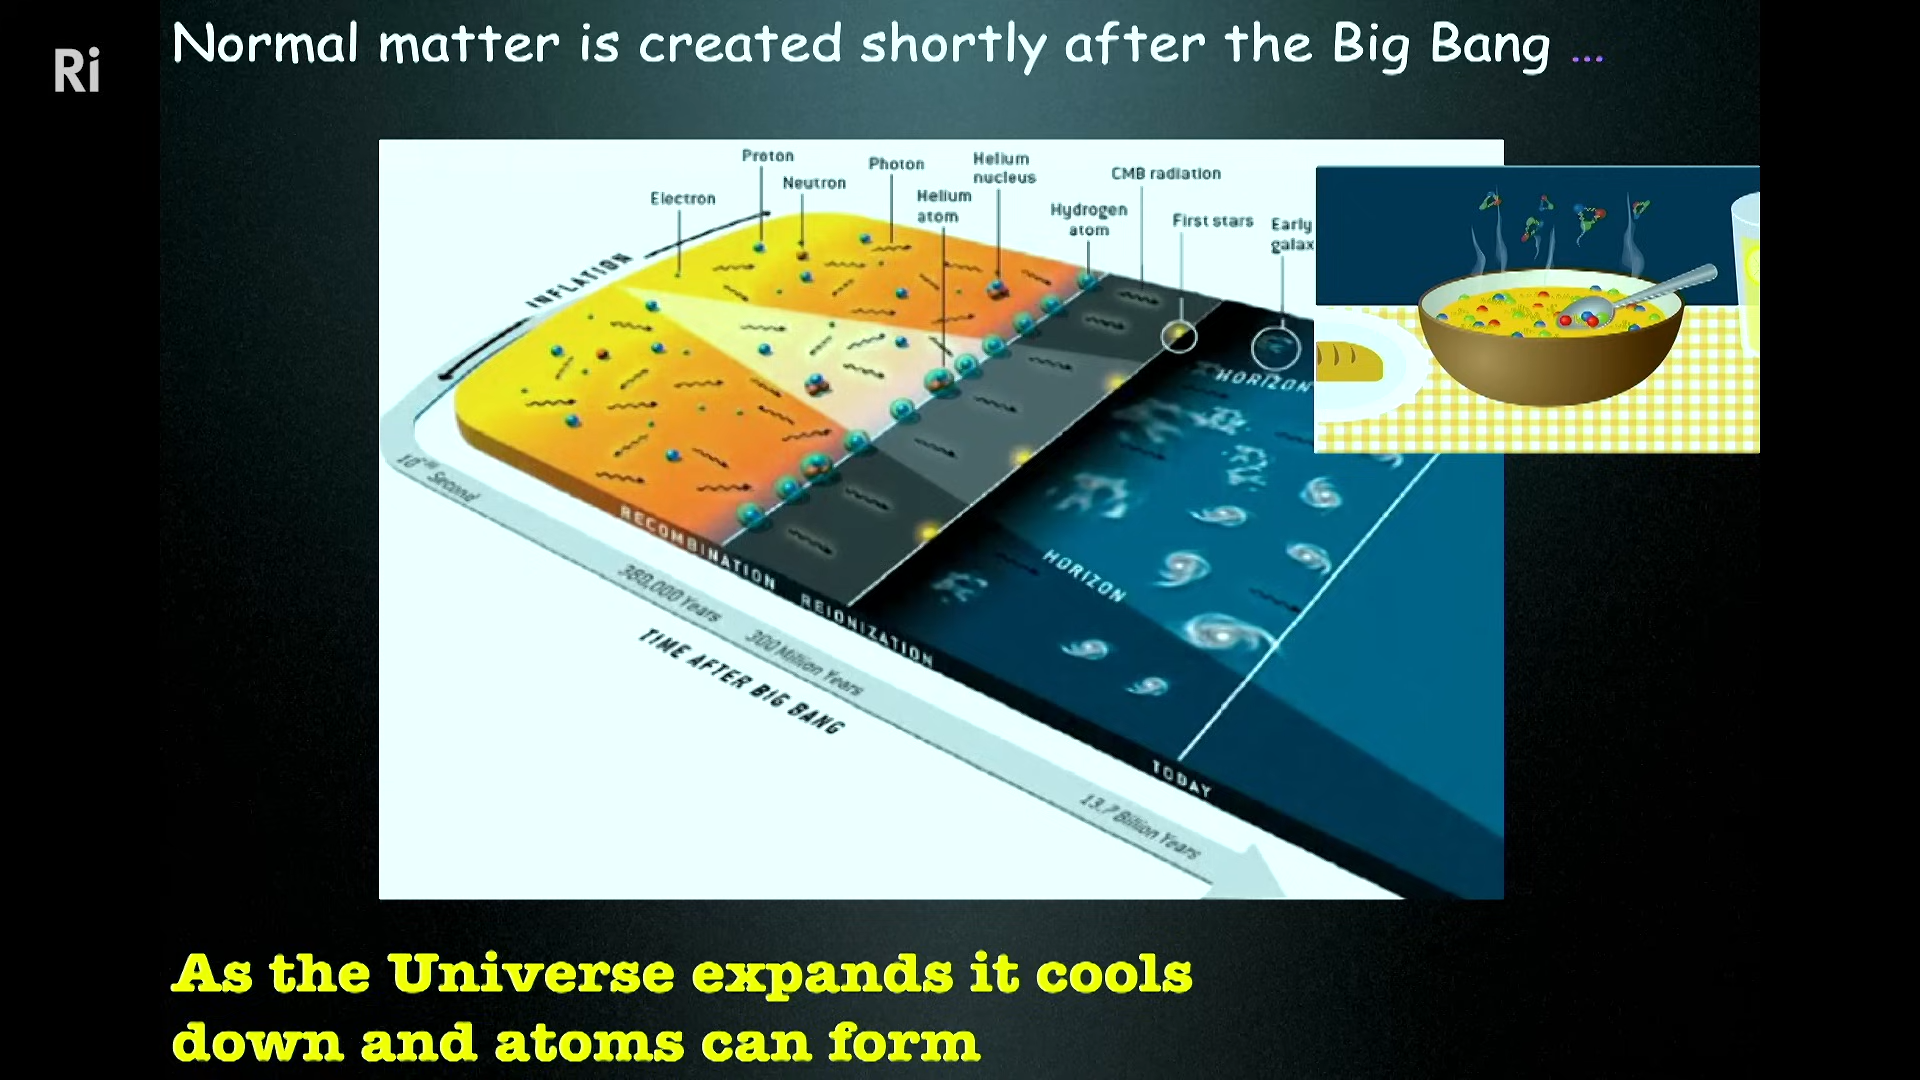 Normal matter is created shortly after the Big Bang ...
Ri
Proton
Photon
Helium
nucleus
CMB radiation
Neutron
Electron
Helium
atom
Hydrogen
atom
First stars
Early
galax
INFLATION
HORIZON
Second
RECOMBINATION
HORIZON
380,000 Years
REIONIZATION
300 Million Years
TIME AFTER BIG BANG
TODAY
13.7 Billion Years
As the Universe expands it cools
down and atoms can form